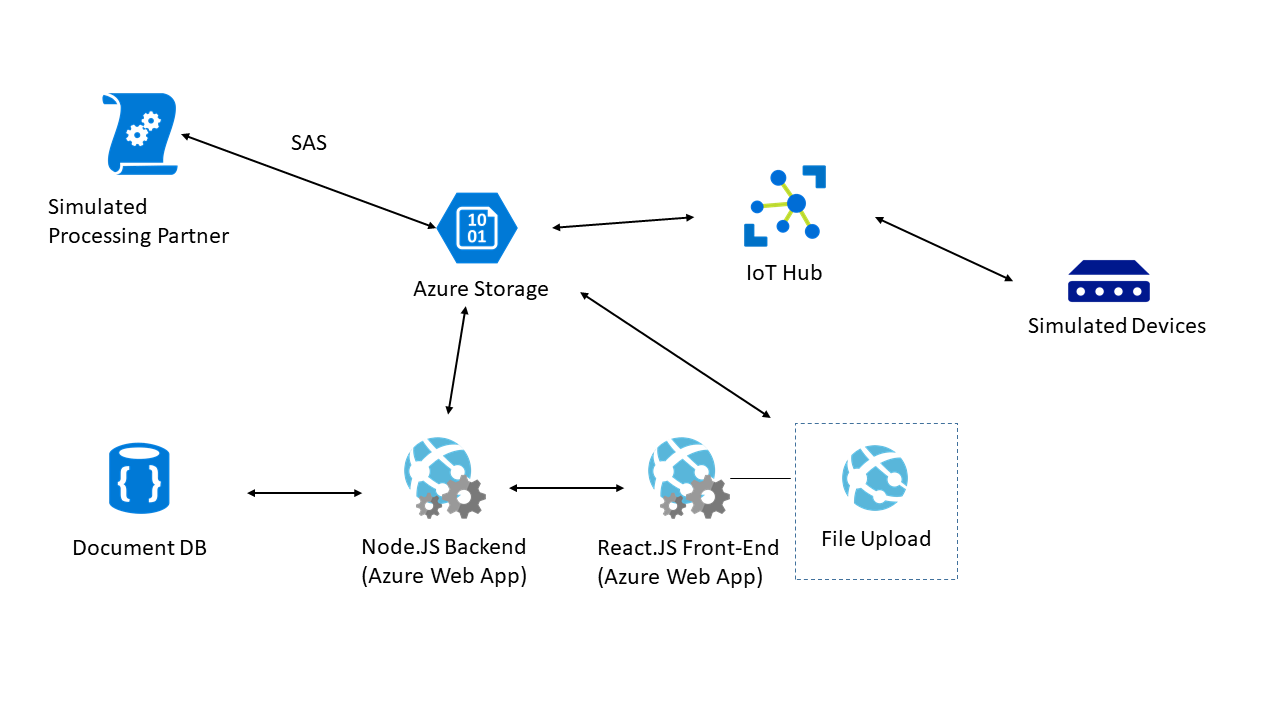 SAS
Simulated
Processing Partner
10
01
Azure Storage
IoT Hub
Simulated Devices
{ }
Document DB
Node.JS Backend
(Azure Web App)
React.JS Front-End
(Azure Web App)
File Upload